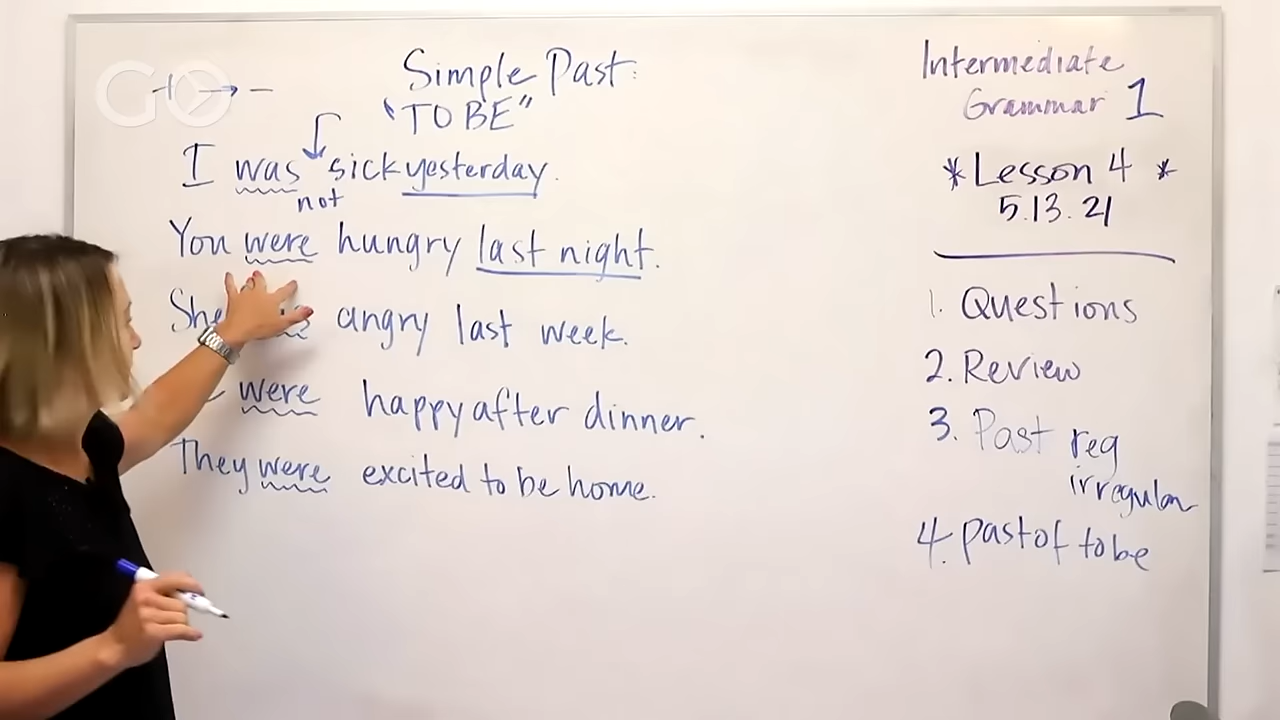 GO
+ → −
Simple Past:
"TO BE"
I was sick yesterday.
not
You were hungry last night.
She angry last week.
were happy after dinner.
They were excited to be home.
Intermediate
Grammar 1
* Lesson 4 *
5.13.21
1. Questions
2. Review
3. Past reg
irregular
4. past of to be